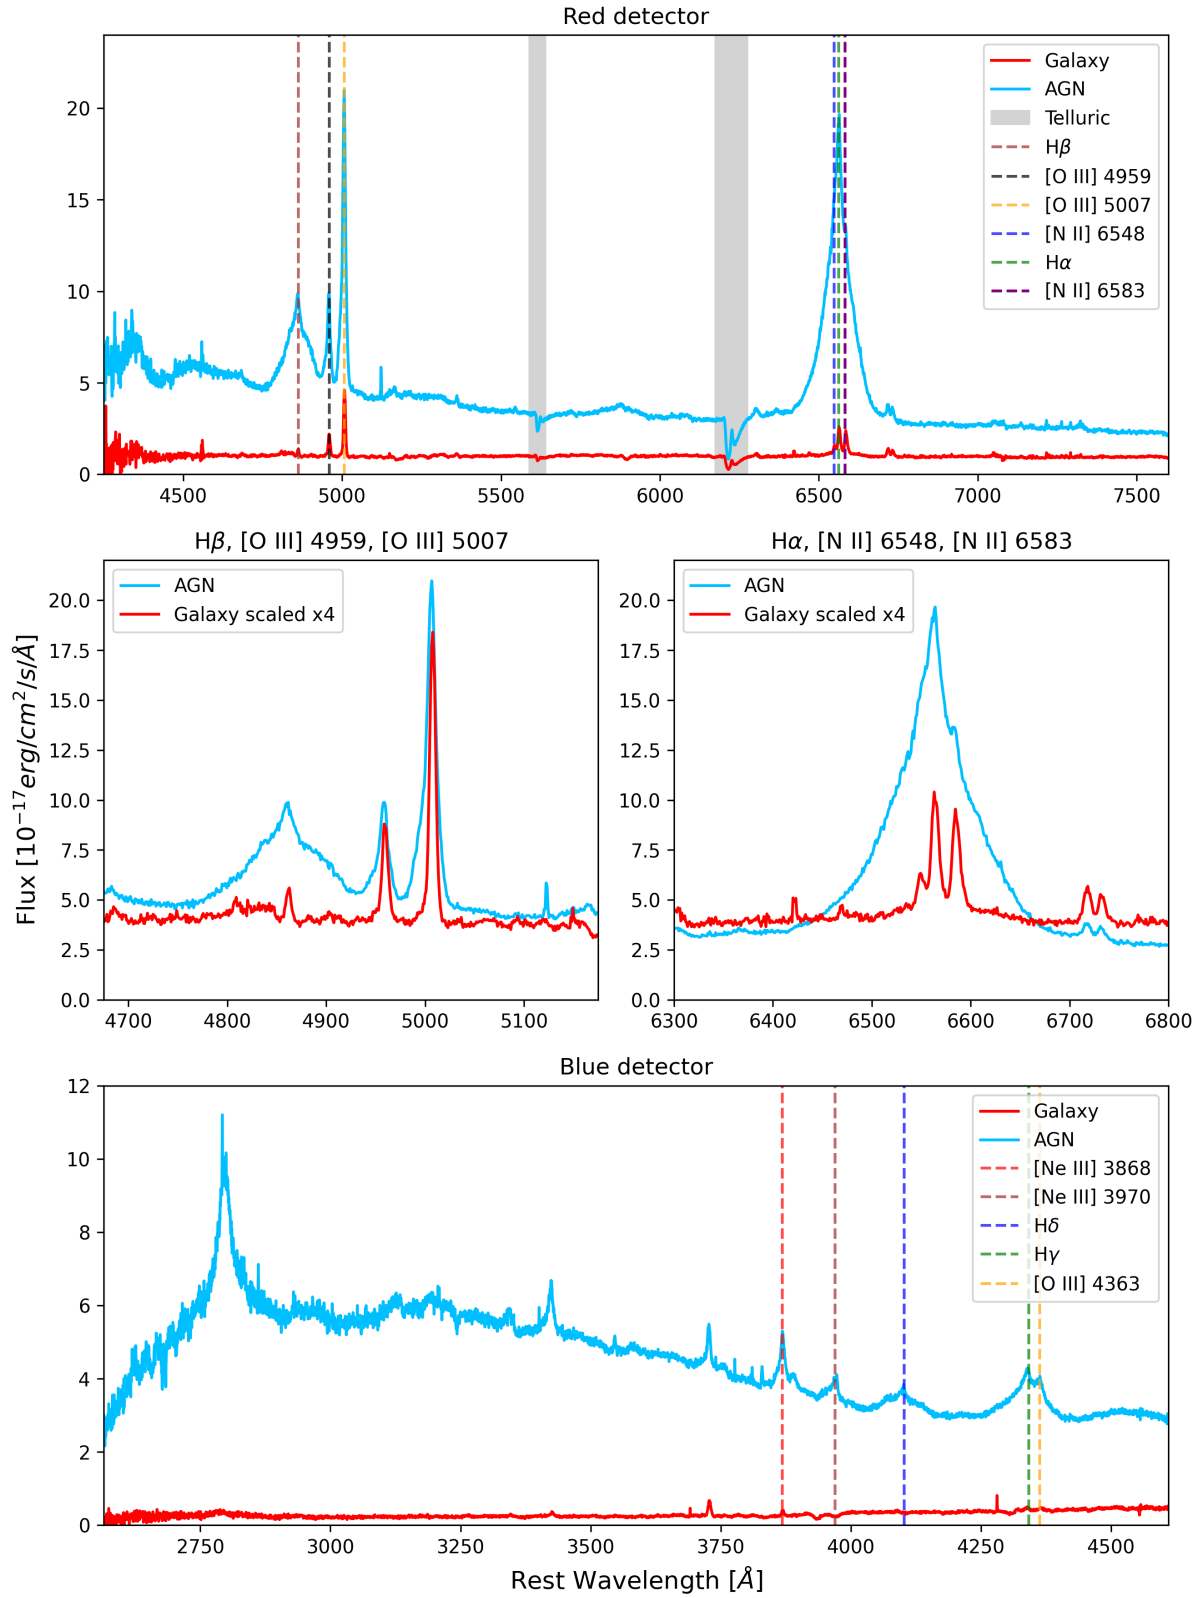 Red detector
Galaxy
AGN
Telluric
Hβ
[O III] 4959
[O III] 5007
[N II] 6548
Hα
[N II] 6583
20
15
10
5
0
4500 5000 5500 6000 6500 7000 7500
Hβ, [O III] 4959, [O III] 5007
AGN
Galaxy scaled x4
20.0
17.5
15.0
12.5
10.0
7.5
5.0
2.5
0.0
4700 4800 4900 5000 5100
Flux [10⁻¹⁷erg/cm²/s/Å]
Hα, [N II] 6548, [N II] 6583
AGN
Galaxy scaled x4
20.0
17.5
15.0
12.5
10.0
7.5
5.0
2.5
0.0
6300 6400 6500 6600 6700 6800
Blue detector
Galaxy
AGN
[Ne III] 3868
[Ne III] 3970
Hδ
Hγ
[O III] 4363
12
10
8
6
4
2
0
2750 3000 3250 3500 3750 4000 4250 4500
Rest Wavelength [Å]